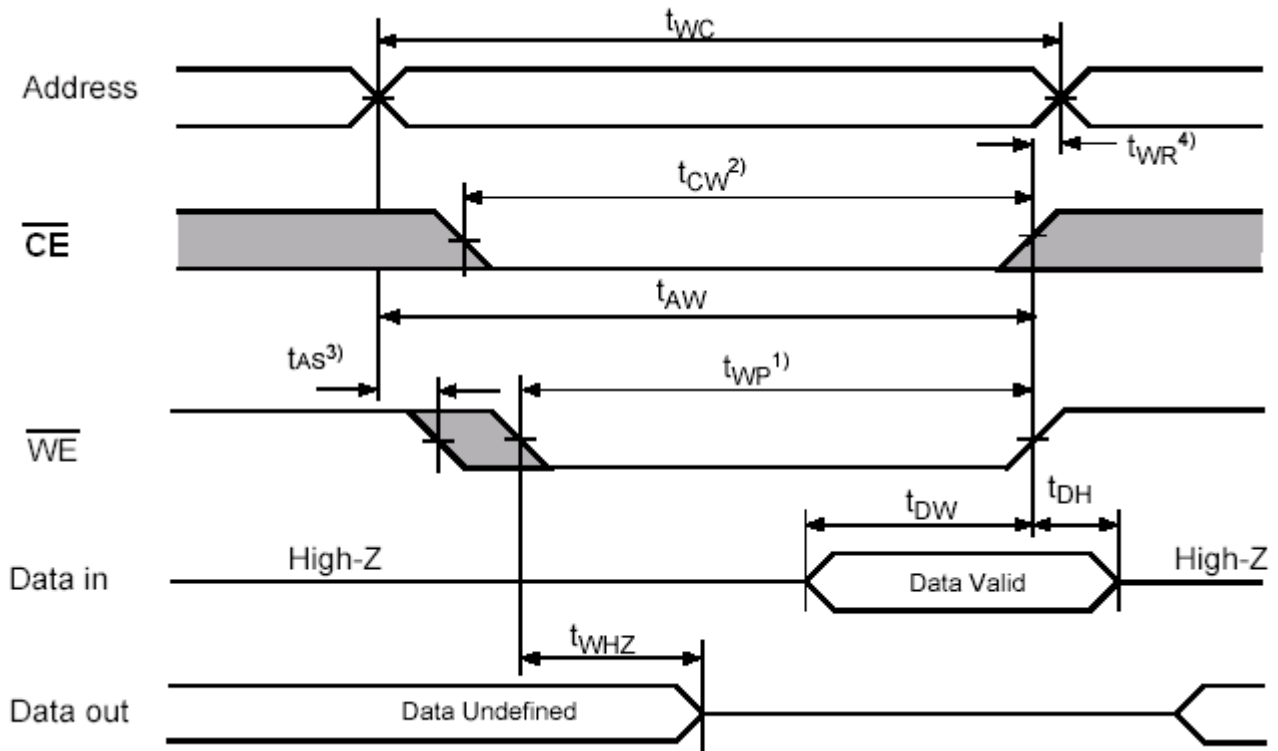 tWC
Address
tWR4)
tCW2)
CE
tAW
tAS3)
tWP1)
WE
tDW
tDH
High-Z
High-Z
Data in
Data Valid
tWHZ
Data out
Data Undefined